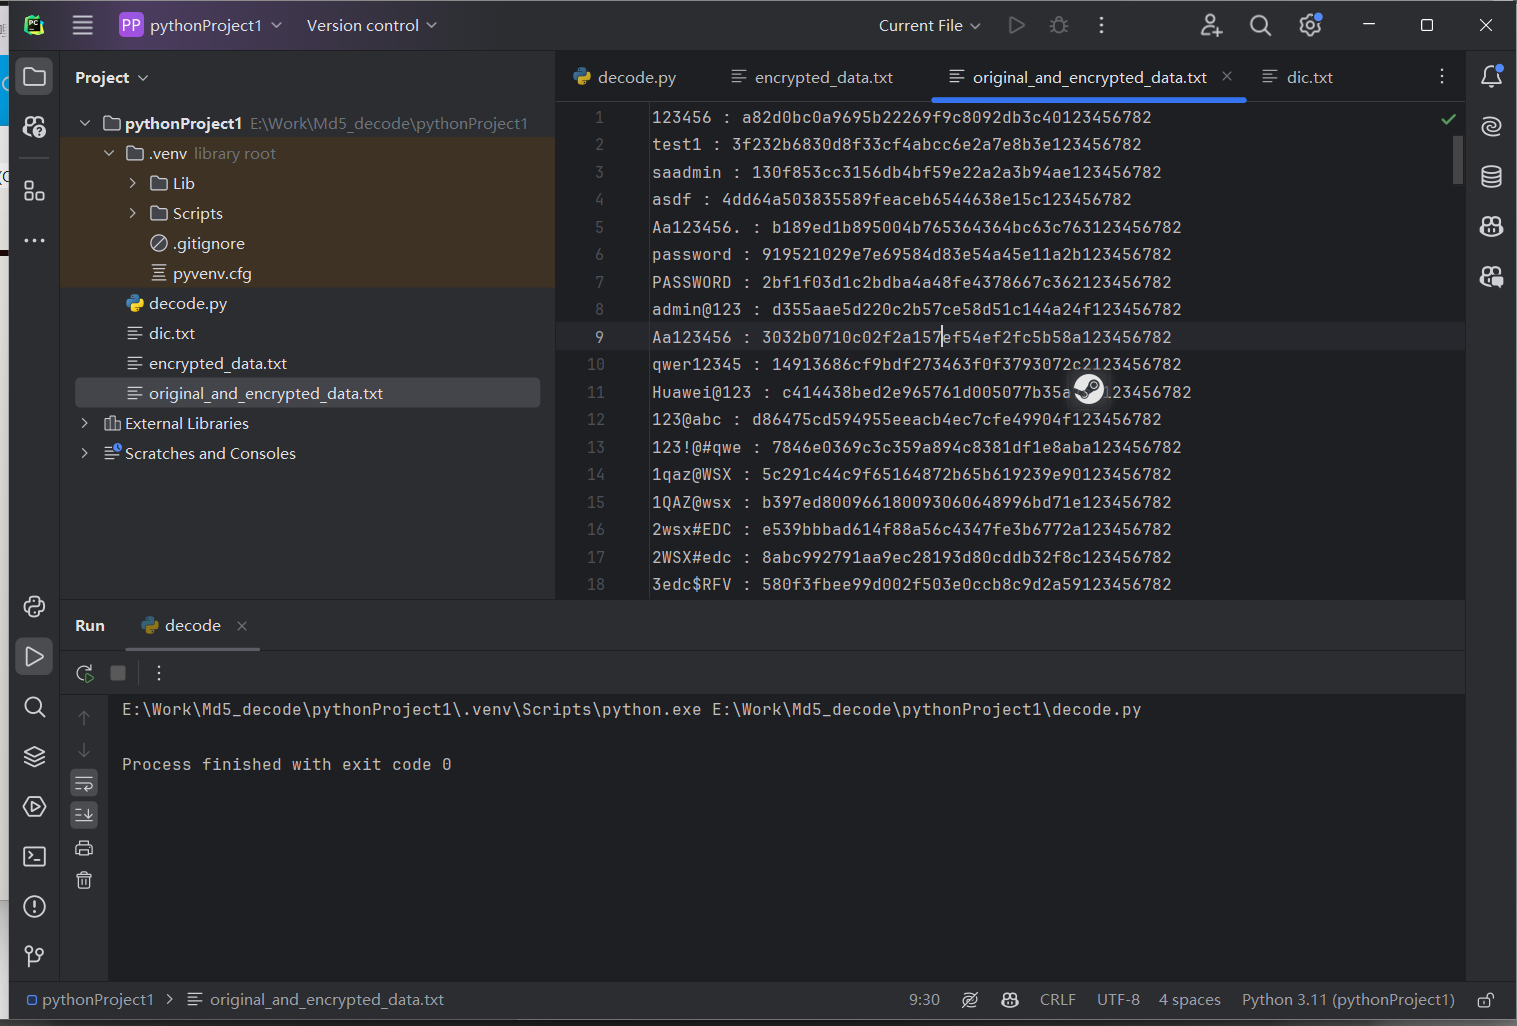 PP pythonProject1
Version control
Current File
Project
decode.py
encrypted_data.txt
original_and_encrypted_data.txt
dic.txt
pythonProject1 E:\Work\Md5_decode\pythonProject1
.venv library root
Lib
Scripts
.gitignore
pyvenv.cfg
decode.py
dic.txt
encrypted_data.txt
original_and_encrypted_data.txt
External Libraries
Scratches and Consoles
1 123456 : a82d0bc0a9695b22269f9c8092db3c40123456782
2 test1 : 3f232b6830d8f33cf4abcc6e2a7e8b3e123456782
3 saadmin : 130f853cc3156db4bf59e22a2a3b94ae123456782
4 asdf : 4dd64a503835589feaceb6544638e15c123456782
5 Aa123456. : b189ed1b895004b765364364bc63c763123456782
6 password : 919521029e7e69584d83e54a45e11a2b123456782
7 PASSWORD : 2bf1f03d1c2bdba4a48fe4378667c362123456782
8 admin@123 : d355aae5d220c2b57ce58d51c144a24f123456782
9 Aa123456 : 3032b0710c02f2a157ef54ef2fc5b58a123456782
10 qwer12345 : 14913686cf9bdf273463f0f3793072c2123456782
11 Huawei@123 : c414438bed2e965761d005077b35a 123456782
12 123@abc : d86475cd594955eeacb4ec7cfe49904f123456782
13 123!@#qwe : 7846e0369c3c359a894c8381df1e8aba123456782
14 1qaz@WSX : 5c291c44c9f65164872b65b619239e90123456782
15 1QAZ@wsx : b397ed800966180093060648996bd71e123456782
16 2wsx#EDC : e539bbbad614f88a56c4347fe3b6772a123456782
17 2WSX#edc : 8abc992791aa9ec28193d80cddb32f8c123456782
18 3edc$RFV : 580f3fbee99d002f503e0ccb8c9d2a59123456782
Run
decode
E:\Work\Md5_decode\pythonProject1\.venv\Scripts\python.exe E:\Work\Md5_decode\pythonProject1\decode.py
Process finished with exit code 0
pythonProject1 > original_and_encrypted_data.txt
9:30
CRLF
UTF-8
4 spaces
Python 3.11 (pythonProject1)